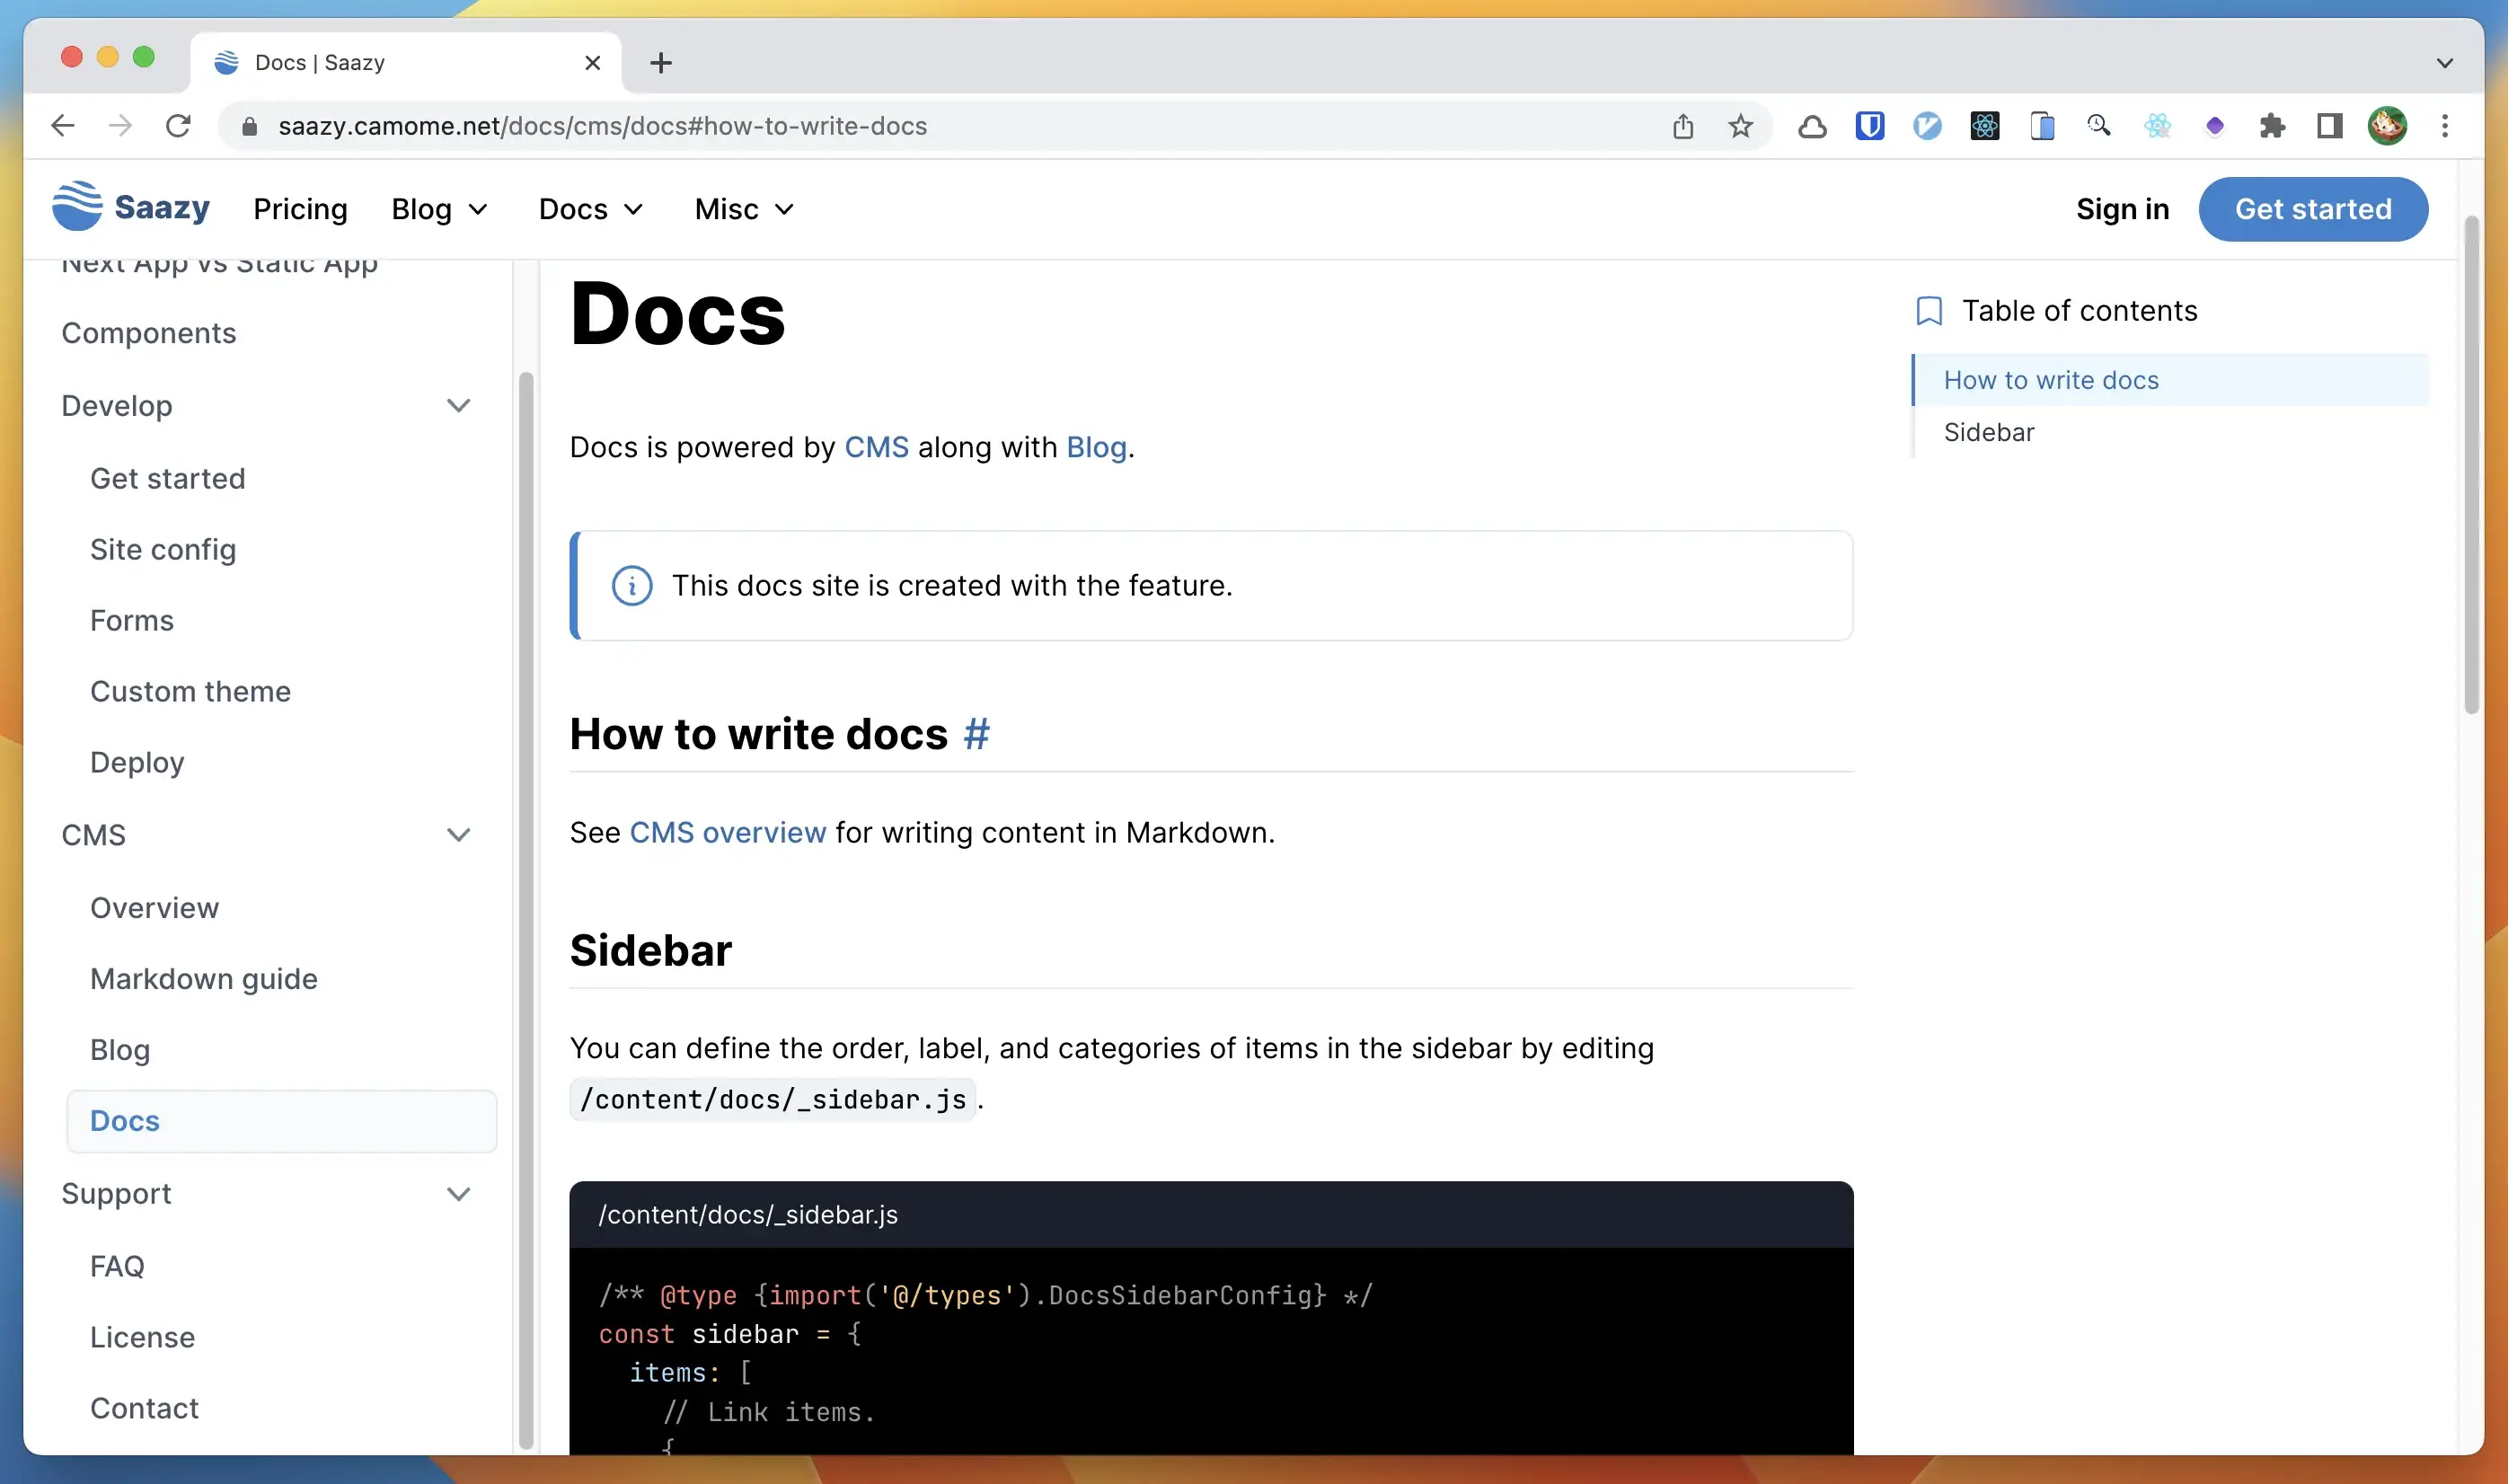 Docs | Saazy
saazy.camome.net/docs/cms/docs#how-to-write-docs
Saazy
Pricing
Blog
Docs
Misc
Sign in
Get started
Next App vs Static App
Components
Develop
Get started
Site config
Forms
Custom theme
Deploy
CMS
Overview
Markdown guide
Blog
Docs
Support
FAQ
License
Contact
Docs
Docs is powered by CMS along with Blog.
This docs site is created with the feature.
How to write docs #
See CMS overview for writing content in Markdown.
Sidebar
You can define the order, label, and categories of items in the sidebar by editing
/content/docs/_sidebar.js.
/content/docs/_sidebar.js
/** @type {import('@/types').DocsSidebarConfig} */
const sidebar = {
items: [
// Link items.
{
Table of contents
How to write docs
Sidebar